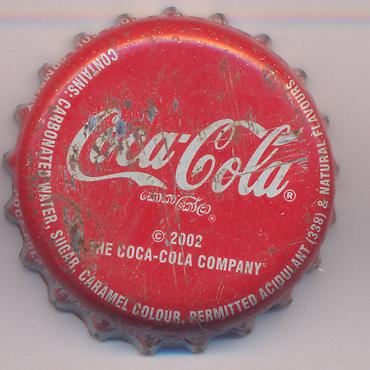 Coca-Cola®
කොකා කෝලා
© 2002
THE COCA-COLA COMPANY
CONTAINS: CARBONATED WATER, SUGAR, CARAMEL COLOUR, PERMITTED ACIDULANT (338) & NATURAL FLAVOURS